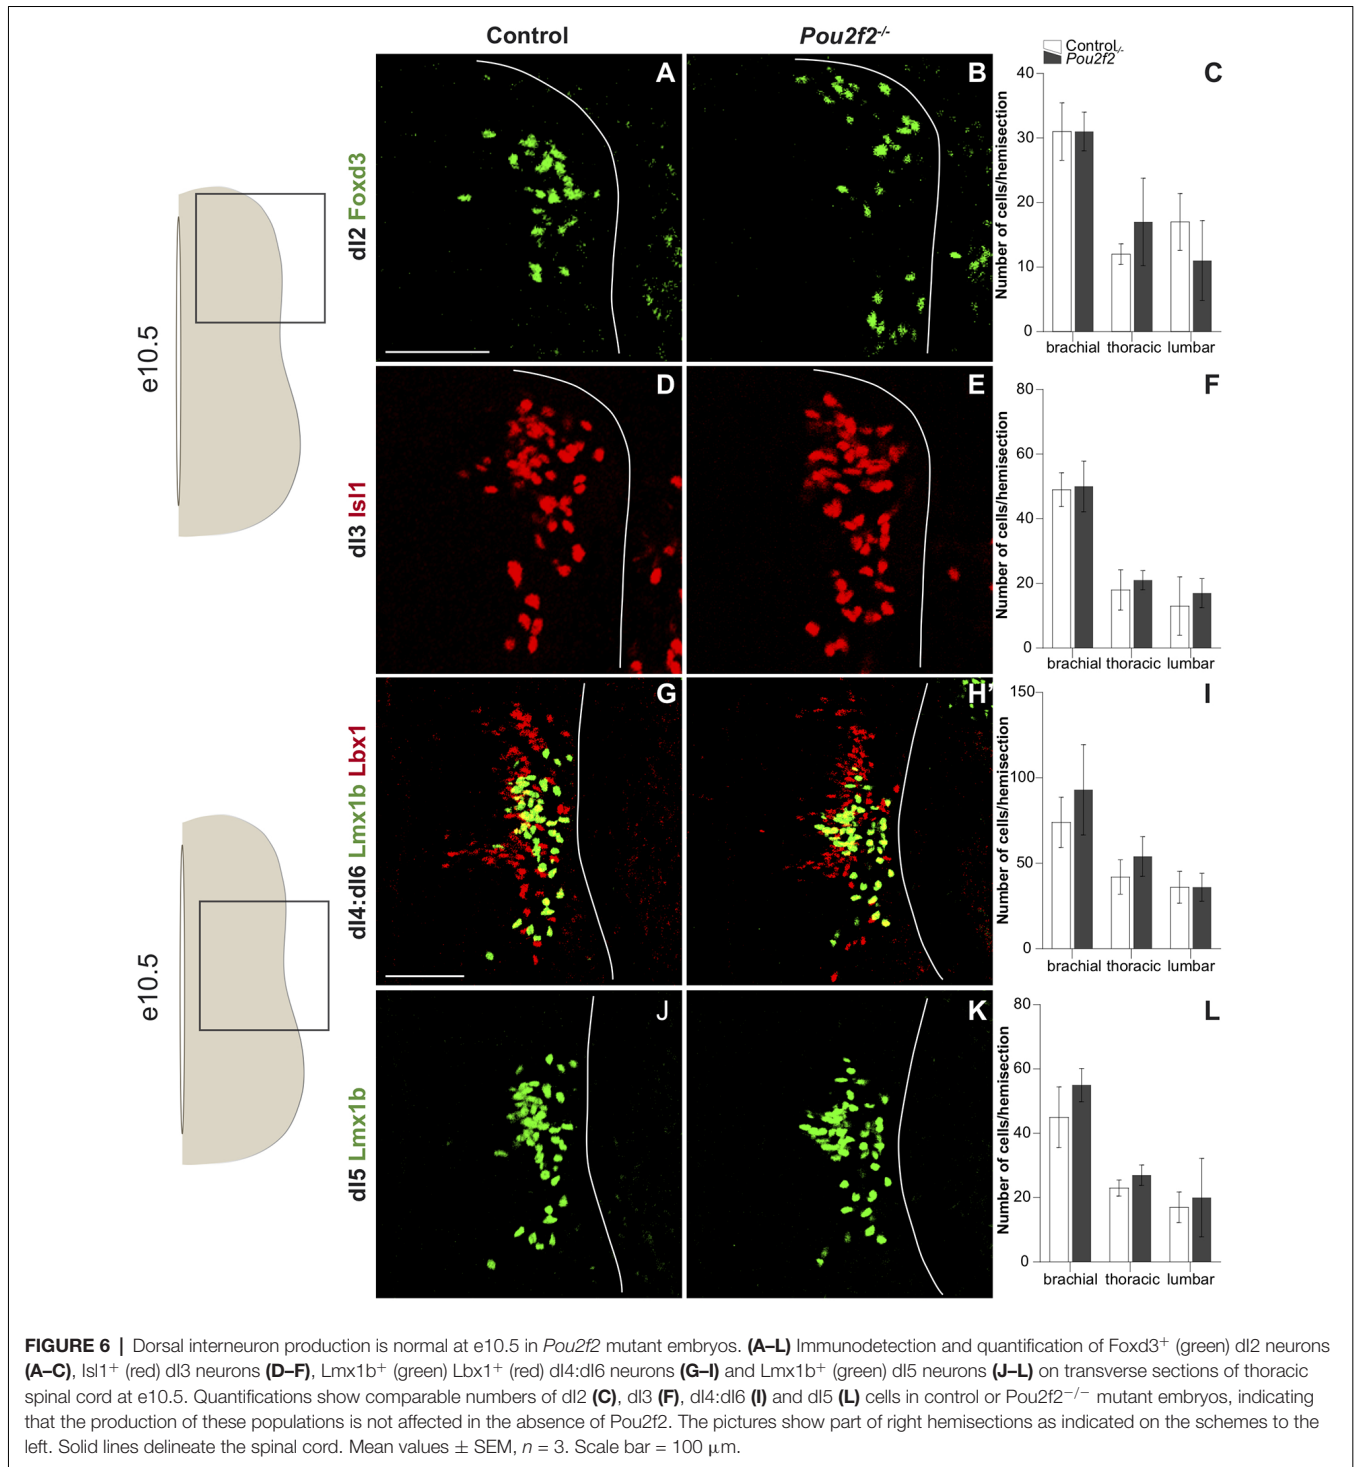 Control
Pou2f2-/-
A
B
C
Control
Pou2f2-/-
dI2 Foxd3
Number of cells/hemisection
40
30
20
10
0
brachial thoracic lumbar
e10.5
D
E
F
dI3 Isl1
Number of cells/hemisection
80
60
40
20
0
brachial thoracic lumbar
G
H'
I
dI4:dI6 Lmx1b Lbx1
Number of cells/hemisection
150
100
50
0
brachial thoracic lumbar
e10.5
J
K
L
dI5 Lmx1b
Number of cells/hemisection
80
60
40
20
0
brachial thoracic lumbar
FIGURE 6 | Dorsal interneuron production is normal at e10.5 in Pou2f2 mutant embryos. (A–L) Immunodetection and quantification of Foxd3+ (green) dI2 neurons
(A–C), Isl1+ (red) dI3 neurons (D–F), Lmx1b+ (green) Lbx1+ (red) dI4:dI6 neurons (G–I) and Lmx1b+ (green) dI5 neurons (J–L) on transverse sections of thoracic
spinal cord at e10.5. Quantifications show comparable numbers of dI2 (C), dI3 (F), dI4:dI6 (I) and dI5 (L) cells in control or Pou2f2−/− mutant embryos, indicating
that the production of these populations is not affected in the absence of Pou2f2. The pictures show part of right hemisections as indicated on the schemes to the
left. Solid lines delineate the spinal cord. Mean values ± SEM, n = 3. Scale bar = 100 μm.